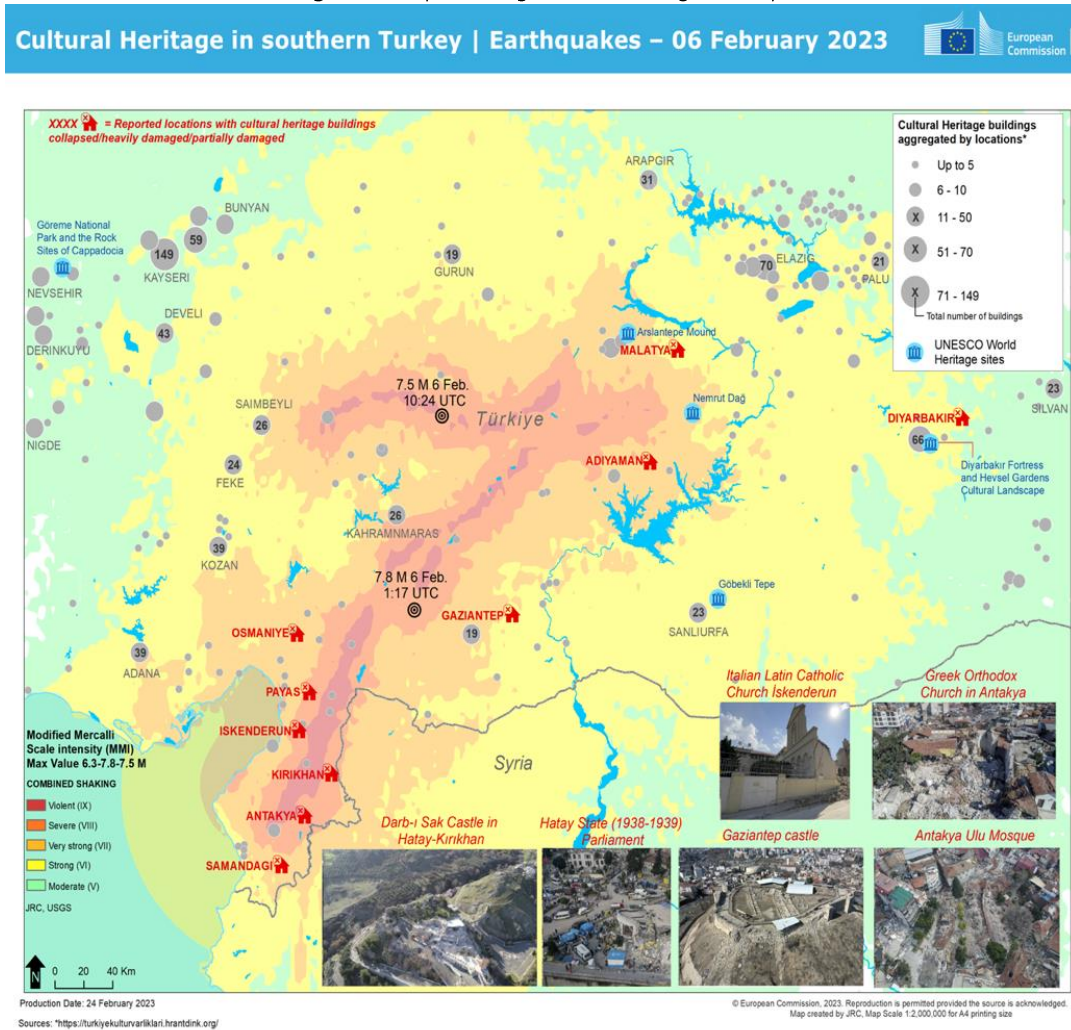 Cultural Heritage in southern Turkey | Earthquakes – 06 February 2023
European
Commission
XXXX = Reported locations with cultural heritage buildings
collapsed/heavily damaged/partially damaged
Cultural Heritage buildings
aggregated by locations*
Up to 5
6 - 10
X 11 - 50
X 51 - 70
X 71 - 149
Total number of buildings
UNESCO World
Heritage sites
ARAPGIR
31
BUNYAN
Göreme National
Park and the Rock
Sites of Cappadocia
59
149
KAYSERI
19
GURUN
70
ELAZIG
21
PALU
NEVSEHIR
DEVELI
43
DERINKUYU
Arslantepe Mound
MALATYA
7.5 M 6 Feb.
10:24 UTC
Türkiye
Nemrut Dağ
23
SILVAN
SAIMBEYLI
26
NIGDE
DIYARBAKIR
66
Diyarbakır Fortress
and Hevsel Gardens
Cultural Landscape
24
FEKE
ADIYAMAN
26
KAHRAMNMARAS
39
KOZAN
7.8 M 6 Feb.
1:17 UTC
Göbekli Tepe
GAZIANTEP
19
23
SANLIURFA
OSMANIYE
39
ADANA
PAYAS
ISKENDERUN
KIRIKHAN
ANTAKYA
SAMANDAGI
Syria
Italian Latin Catholic
Church İskenderun
Greek Orthodox
Church in Antakya
Darb-ı Sak Castle in
Hatay-Kırıkhan
Hatay State (1938-1939)
Parliament
Gaziantep castle
Antakya Ulu Mosque
Modified Mercalli
Scale intensity (MMI)
Max Value 6.3-7.8-7.5 M
COMBINED SHAKING
Violent (IX)
Severe (VIII)
Very strong (VII)
Strong (VI)
Moderate (V)
JRC, USGS
N
0 20 40 Km
Production Date: 24 February 2023
© European Commission, 2023. Reproduction is permitted provided the source is acknowledged.
Map created by JRC, Map Scale 1:2,000,000 for A4 printing size
Sources: *https://turkiyekulturvarliklari.hrantdink.org/